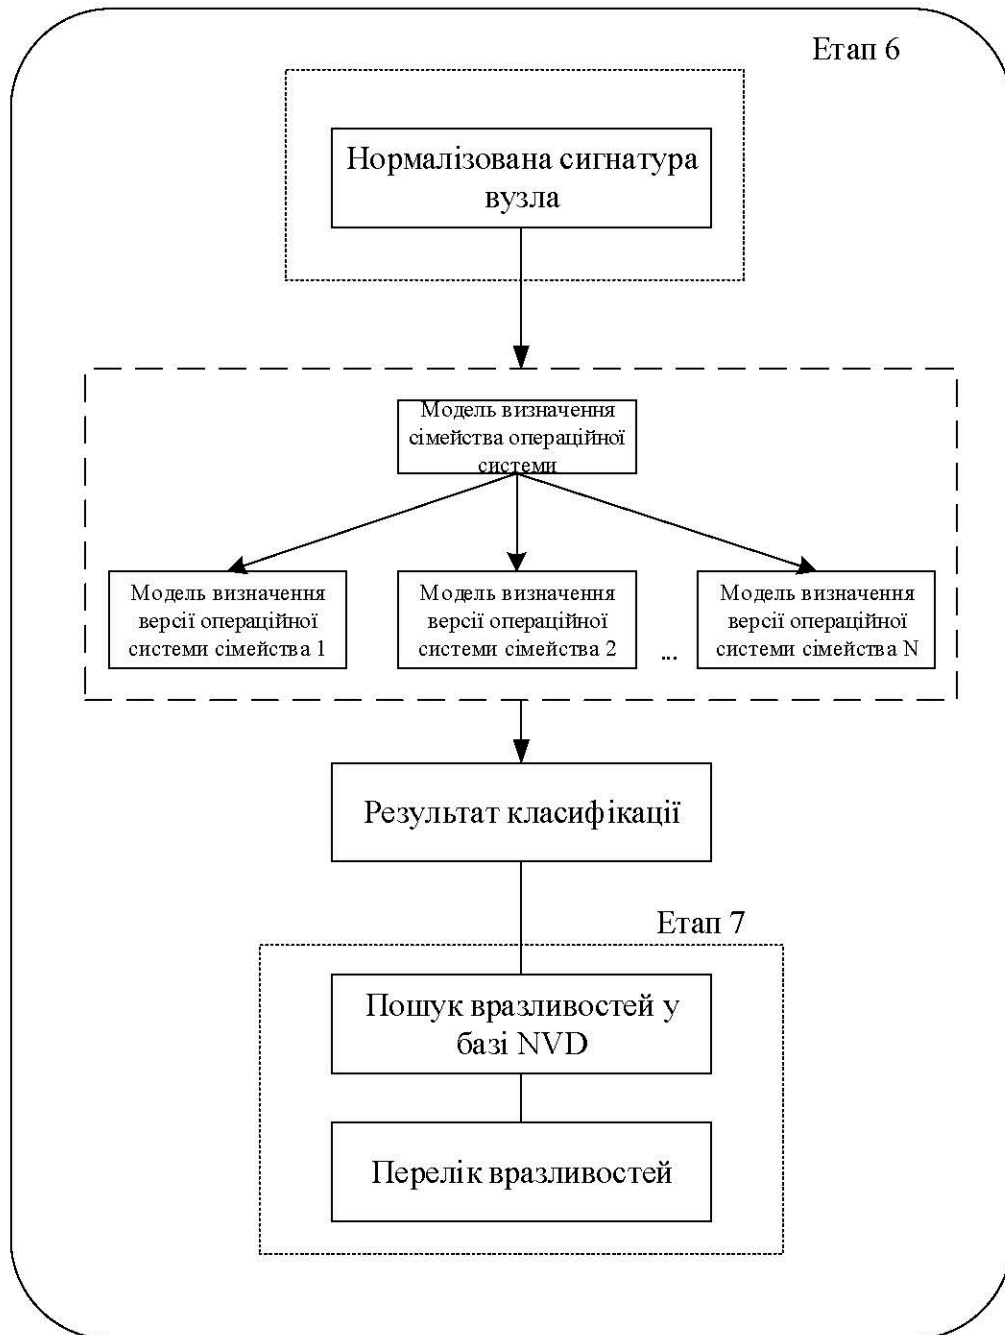 Етап 6
Нормалізована сигнатура
вузла
Модель визначення
сімейства операційної
системи
Модель визначення
версії операційної
системи сімейства 1
Модель визначення
версії операційної
системи сімейства 2
...
Модель визначення
версії операційної
системи сімейства N
Результат класифікації
Етап 7
Пошук вразливостей у
базі NVD
Перелік вразливостей